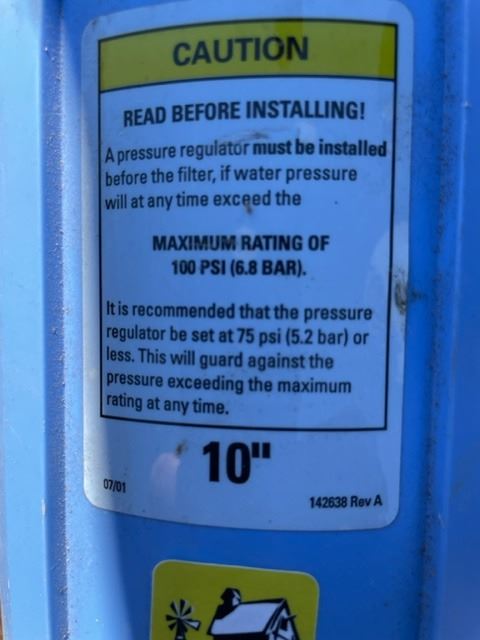 CAUTION
READ BEFORE INSTALLING!
A pressure regulator must be installed
before the filter, if water pressure
will at any time exceed the
MAXIMUM RATING OF
100 PSI (6.8 BAR).
It is recommended that the pressure
regulator be set at 75 psi (5.2 bar) or
less. This will guard against the
pressure exceeding the maximum
rating at any time.
10"
07/01
142638 Rev A